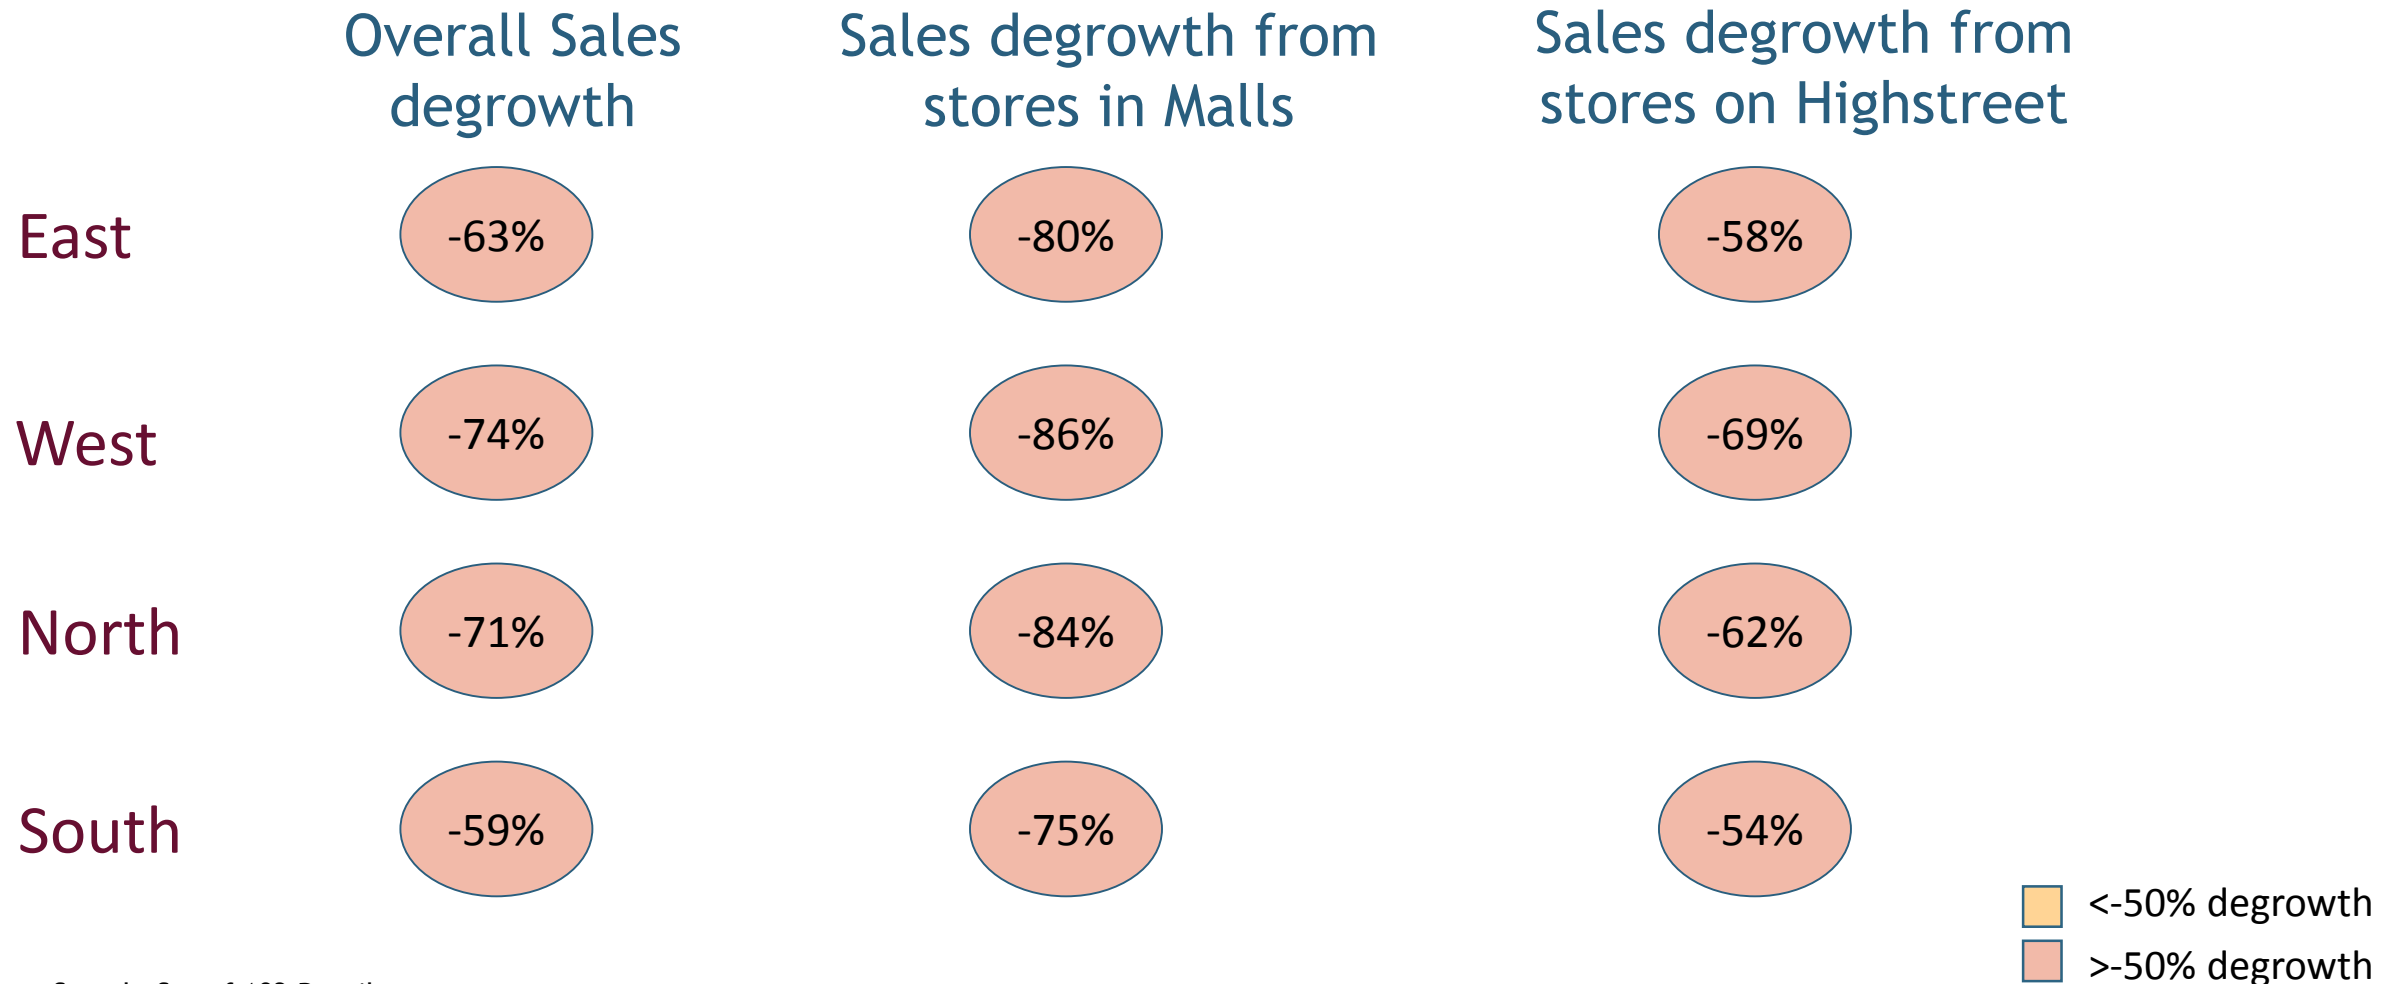 Overall Sales
degrowth
Sales degrowth from
stores in Malls
Sales degrowth from
stores on Highstreet
East
-63%
-80%
-58%
West
-74%
-86%
-69%
North
-71%
-84%
-62%
South
-59%
-75%
-54%
<-50% degrowth
>-50% degrowth